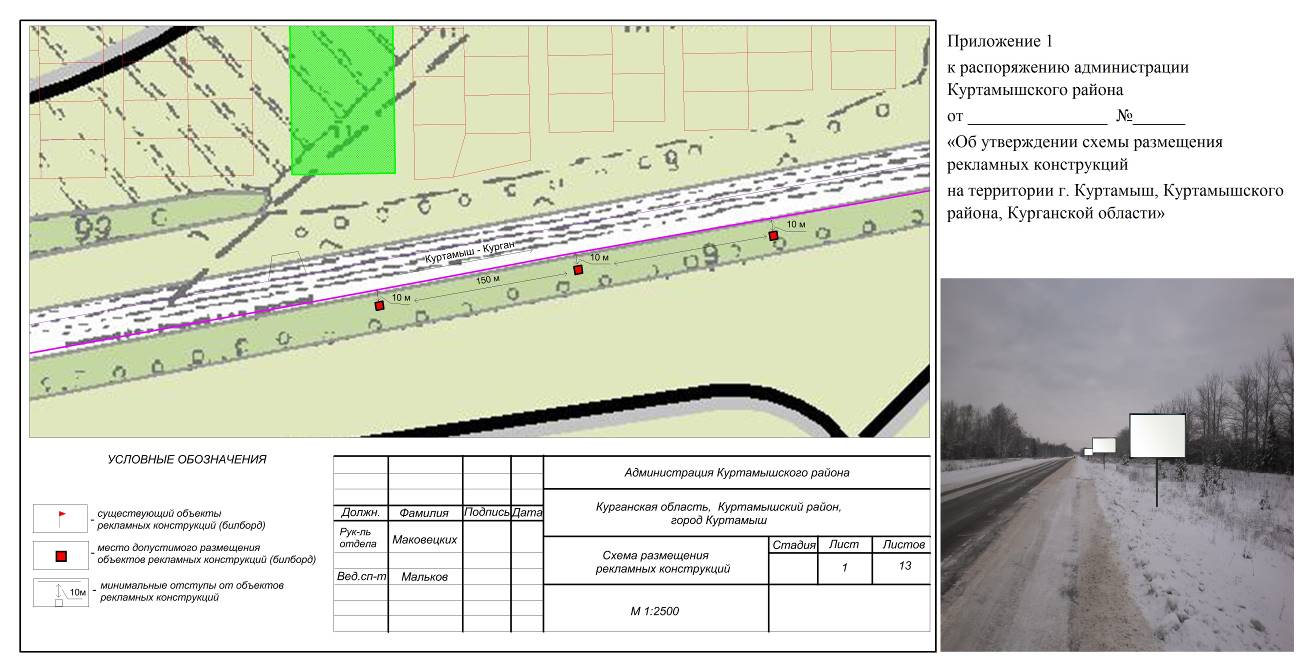 Приложение 1
к распоряжению администрации
Куртамышского района
от ________________ №______
«Об утверждении схемы размещения
рекламных конструкций
на территории г. Куртамыш, Куртамышского
района, Курганской области»
99
Куртамыш - Курган
10 м
150 м
10 м
10 м
УСЛОВНЫЕ ОБОЗНАЧЕНИЯ
- существующий объекты
рекламных конструкций (билборд)
- место допустимого размещения
объектов рекламных конструкций (билборд)
10м
- минимальные отступы от объектов
рекламных конструкций
Должн. Фамилия Подпись Дата
Рук-ль
отдела Маковецких
Вед.сп-т Мальков
Администрация Куртамышского района
Курганская область, Куртамышский район,
город Куртамыш
Схема размещения
рекламных конструкций
Стадия Лист Листов
1 13
М 1:2500